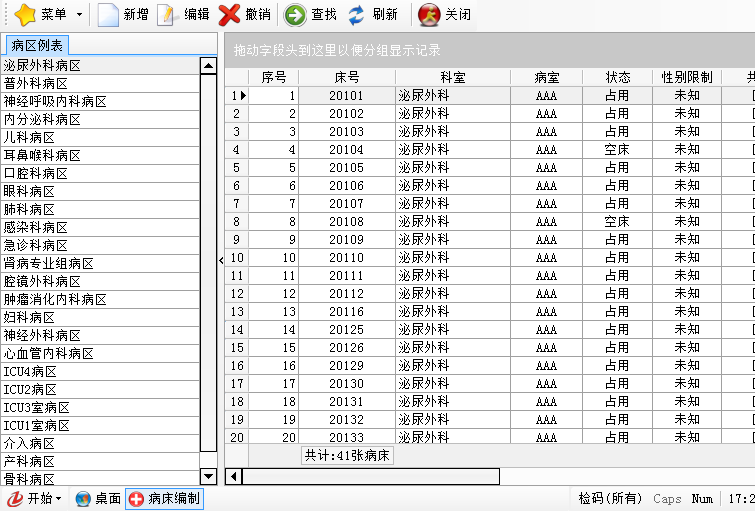 菜单 新增 编辑 撤销 查找 刷新 关闭
病区列表
泌尿外科病区
普外科病区
神经呼吸内科病区
内分泌科病区
儿科病区
耳鼻喉科病区
口腔科病区
眼科病区
肺科病区
感染科病区
急诊科病区
肾病专业组病区
腔镜外科病区
肿瘤消化内科病区
妇科病区
神经外科病区
心血管内科病区
ICU4病区
ICU2病区
ICU3室病区
ICU1室病区
介入病区
产科病区
骨科病区
拖动字段头到这里以便分组显示记录
序号 床号 科室 病室 状态 性别限制
1 1 20101 泌尿外科 AAA 占用 未知
2 2 20102 泌尿外科 AAA 占用 未知
3 3 20103 泌尿外科 AAA 占用 未知
4 4 20104 泌尿外科 AAA 空床 未知
5 5 20105 泌尿外科 AAA 占用 未知
6 6 20106 泌尿外科 AAA 占用 未知
7 7 20107 泌尿外科 AAA 占用 未知
8 8 20108 泌尿外科 AAA 空床 未知
9 9 20109 泌尿外科 AAA 占用 未知
10 10 20110 泌尿外科 AAA 占用 未知
11 11 20111 泌尿外科 AAA 占用 未知
12 12 20112 泌尿外科 AAA 占用 未知
13 13 20116 泌尿外科 AAA 占用 未知
14 14 20125 泌尿外科 AAA 占用 未知
15 15 20126 泌尿外科 AAA 占用 未知
16 16 20129 泌尿外科 AAA 占用 未知
17 17 20130 泌尿外科 AAA 占用 未知
18 18 20131 泌尿外科 AAA 占用 未知
19 19 20132 泌尿外科 AAA 占用 未知
20 20 20133 泌尿外科 AAA 占用 未知
共计:41张病床
开始 桌面 病床编制 检码(所有) Caps Num 17:2